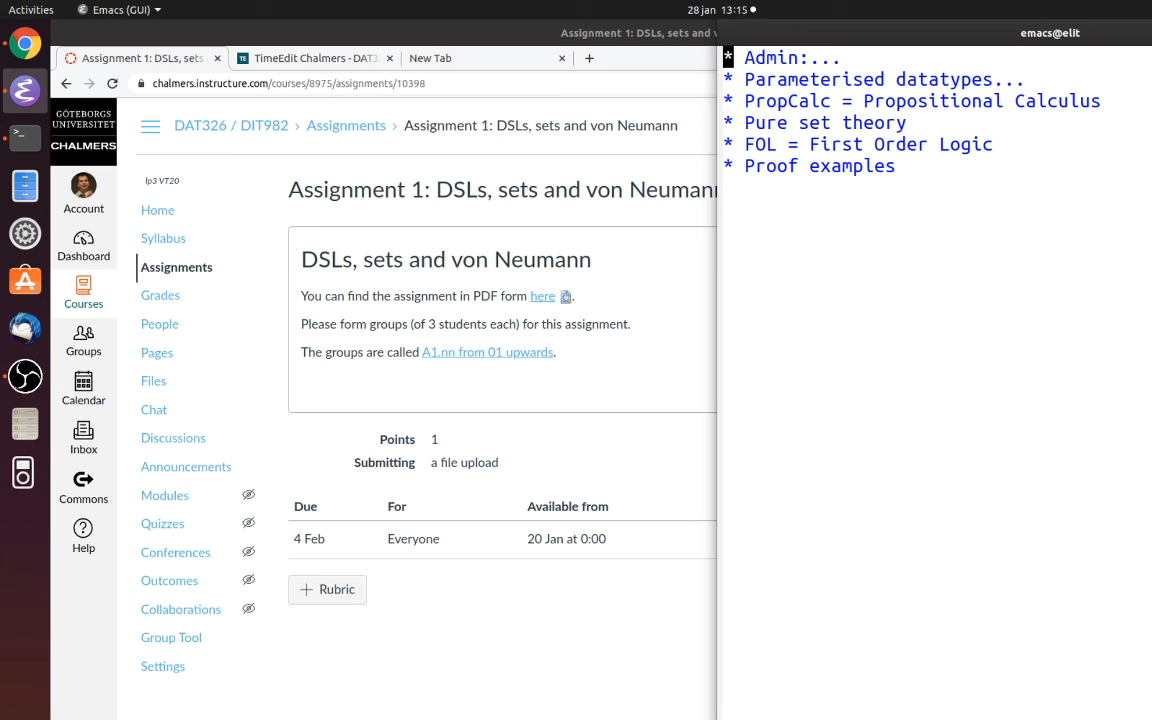 Activities
Emacs (GUI)
28 jan 13:15
Assignment 1: DSLs, sets and v
emacs@elit
Assignment 1: DSLs, sets
TimeEdit Chalmers - DAT3
New Tab
chalmers.instructure.com/courses/8975/assignments/10398
GÖTEBORGS
UNIVERSITET
CHALMERS
Account
Dashboard
Courses
Groups
Calendar
Inbox
Commons
Help
DAT326 / DIT982 > Assignments > Assignment 1: DSLs, sets and von Neumann
lp3 VT20
Home
Syllabus
Assignments
Grades
People
Pages
Files
Chat
Discussions
Announcements
Modules
Quizzes
Conferences
Outcomes
Collaborations
Group Tool
Settings
Assignment 1: DSLs, sets and von Neumann
DSLs, sets and von Neumann
You can find the assignment in PDF form here.
Please form groups (of 3 students each) for this assignment.
The groups are called A1.nn from 01 upwards.
Points 1
Submitting a file upload
Due For Available from
4 Feb Everyone 20 Jan at 0:00
+ Rubric
* Admin:...
* Parameterised datatypes...
* PropCalc = Propositional Calculus
* Pure set theory
* FOL = First Order Logic
* Proof examples